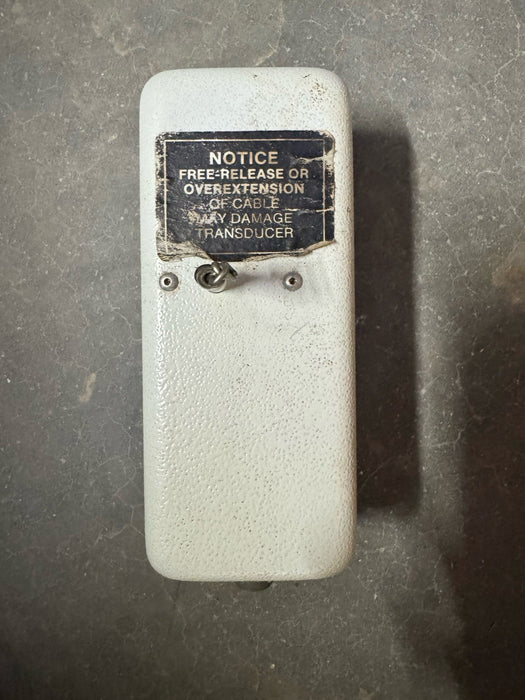 NOTICE
FREE-RELEASE OR
OVEREXTENSION
OF CABLE
MAY DAMAGE
TRANSDUCER